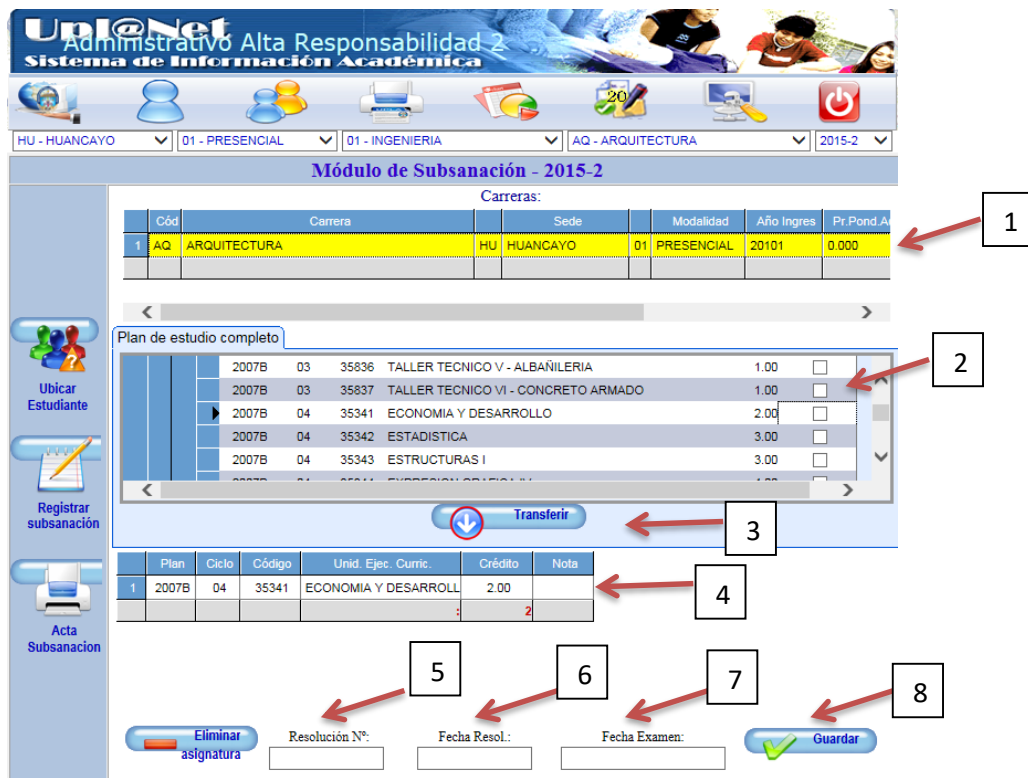 Upl@Net
Administrativo Alta Responsabilidad 2
Sistema de Información Académica
20
HU - HUANCAYO 01 - PRESENCIAL 01 - INGENIERIA AQ - ARQUITECTURA 2015-2
Módulo de Subsanación - 2015-2
Carreras:
Cód Carrera Sede Modalidad Año Ingres Pr.Pond.Ac
1 AQ ARQUITECTURA HU HUANCAYO 01 PRESENCIAL 20101 0.000
1
Plan de estudio completo
2007B 03 35836 TALLER TECNICO V - ALBAÑILERIA 1.00
2007B 03 35837 TALLER TECNICO VI - CONCRETO ARMADO 1.00
2007B 04 35341 ECONOMIA Y DESARROLLO 2.00
2007B 04 35342 ESTADISTICA 3.00
2007B 04 35343 ESTRUCTURAS I 3.00
2
Ubicar
Estudiante
Registrar
subsanación
Acta
Subsanacion
Transferir
3
Plan Ciclo Código Unid. Ejec. Curric. Crédito Nota
1 2007B 04 35341 ECONOMIA Y DESARROLL 2.00
: 2
4
5
6
7
8
Eliminar
asignatura
Resolución Nº:
Fecha Resol.:
Fecha Examen:
Guardar